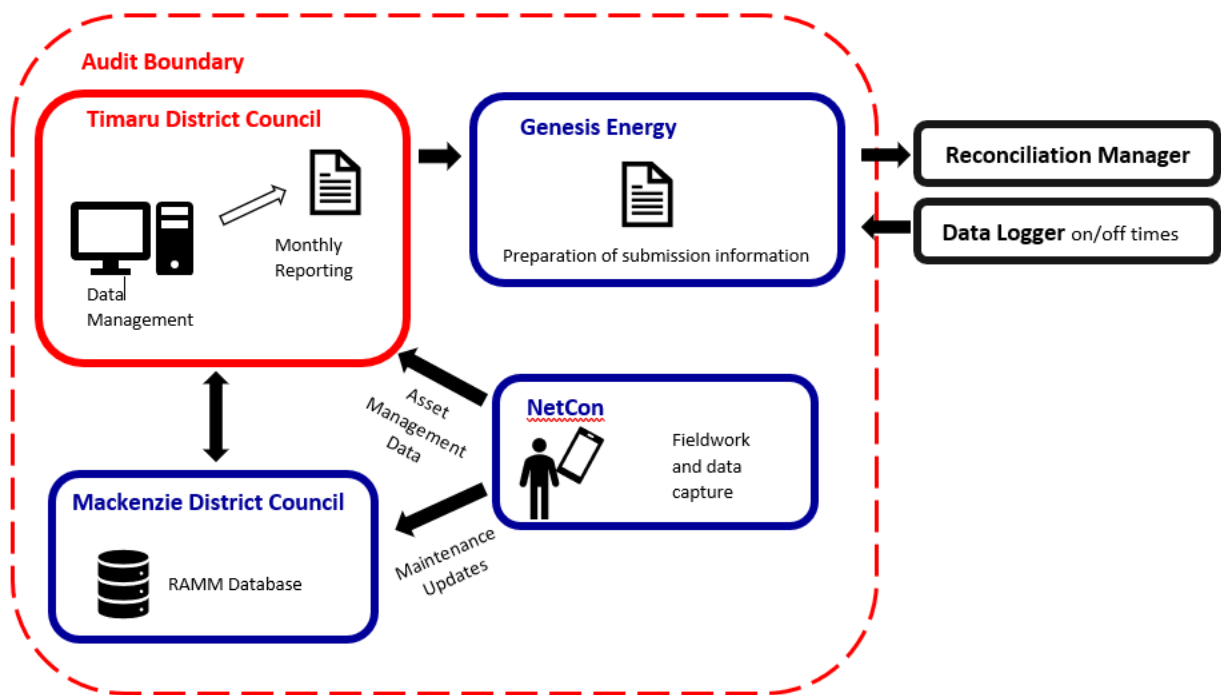 Audit Boundary
Timaru District Council
Monthly
Reporting
Data
Management
Genesis Energy
Preparation of submission information
Reconciliation Manager
Data Logger on/off times
Asset
Management
Data
NetCon
Fieldwork
and data
capture
Mackenzie District Council
RAMM Database
Maintenance
Updates